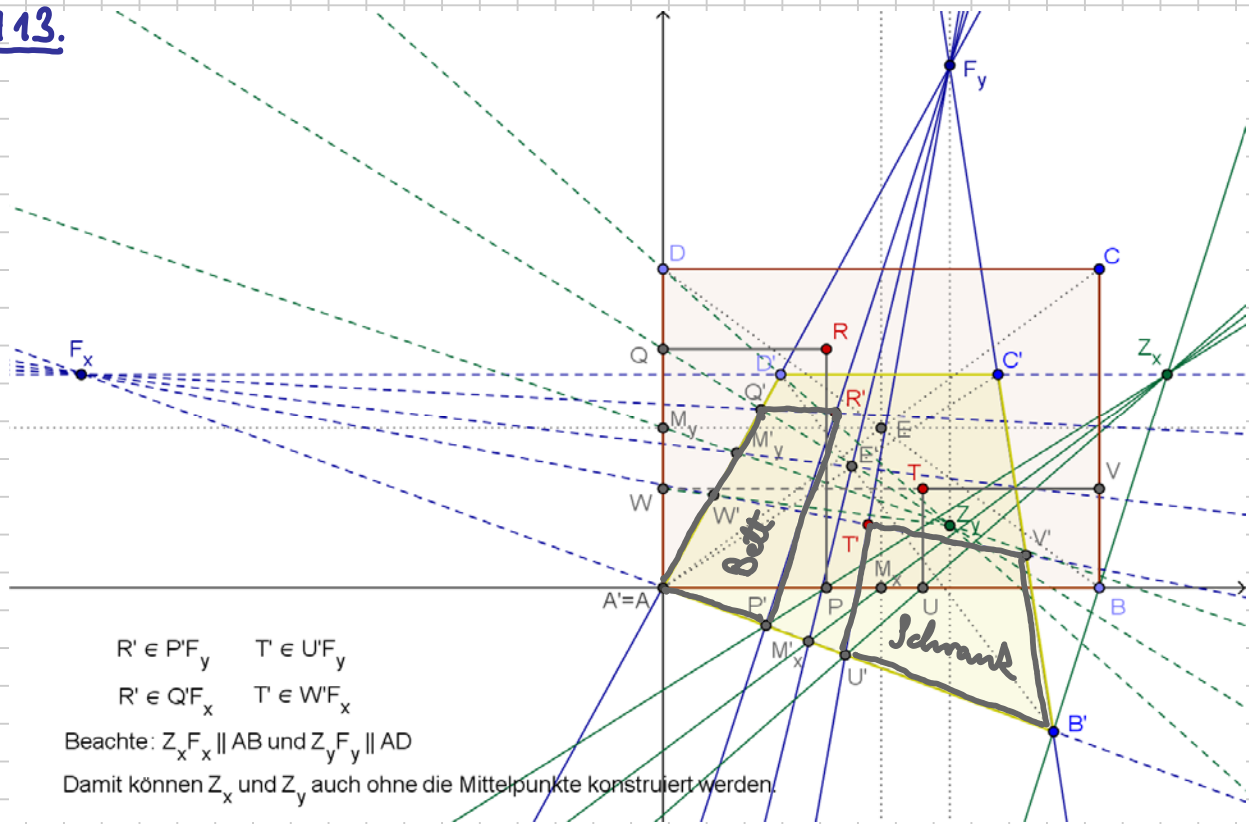 113.
F_y
D
C
Q
R
F_x
Z_x
D'
C'
Q'
R'
M_y
E
M'_y
E'
T
V
W
W'
Z_y
T'
V'
Bett
M_x
A'=A
P'
P
U
B
R' ∈ P'F_y T' ∈ U'F_y
M'_x
Schrank
U'
R' ∈ Q'F_x T' ∈ W'F_x
B'
Beachte: Z_xF_x || AB und Z_yF_y || AD
Damit können Z_x und Z_y auch ohne die Mittelpunkte konstruiert werden.